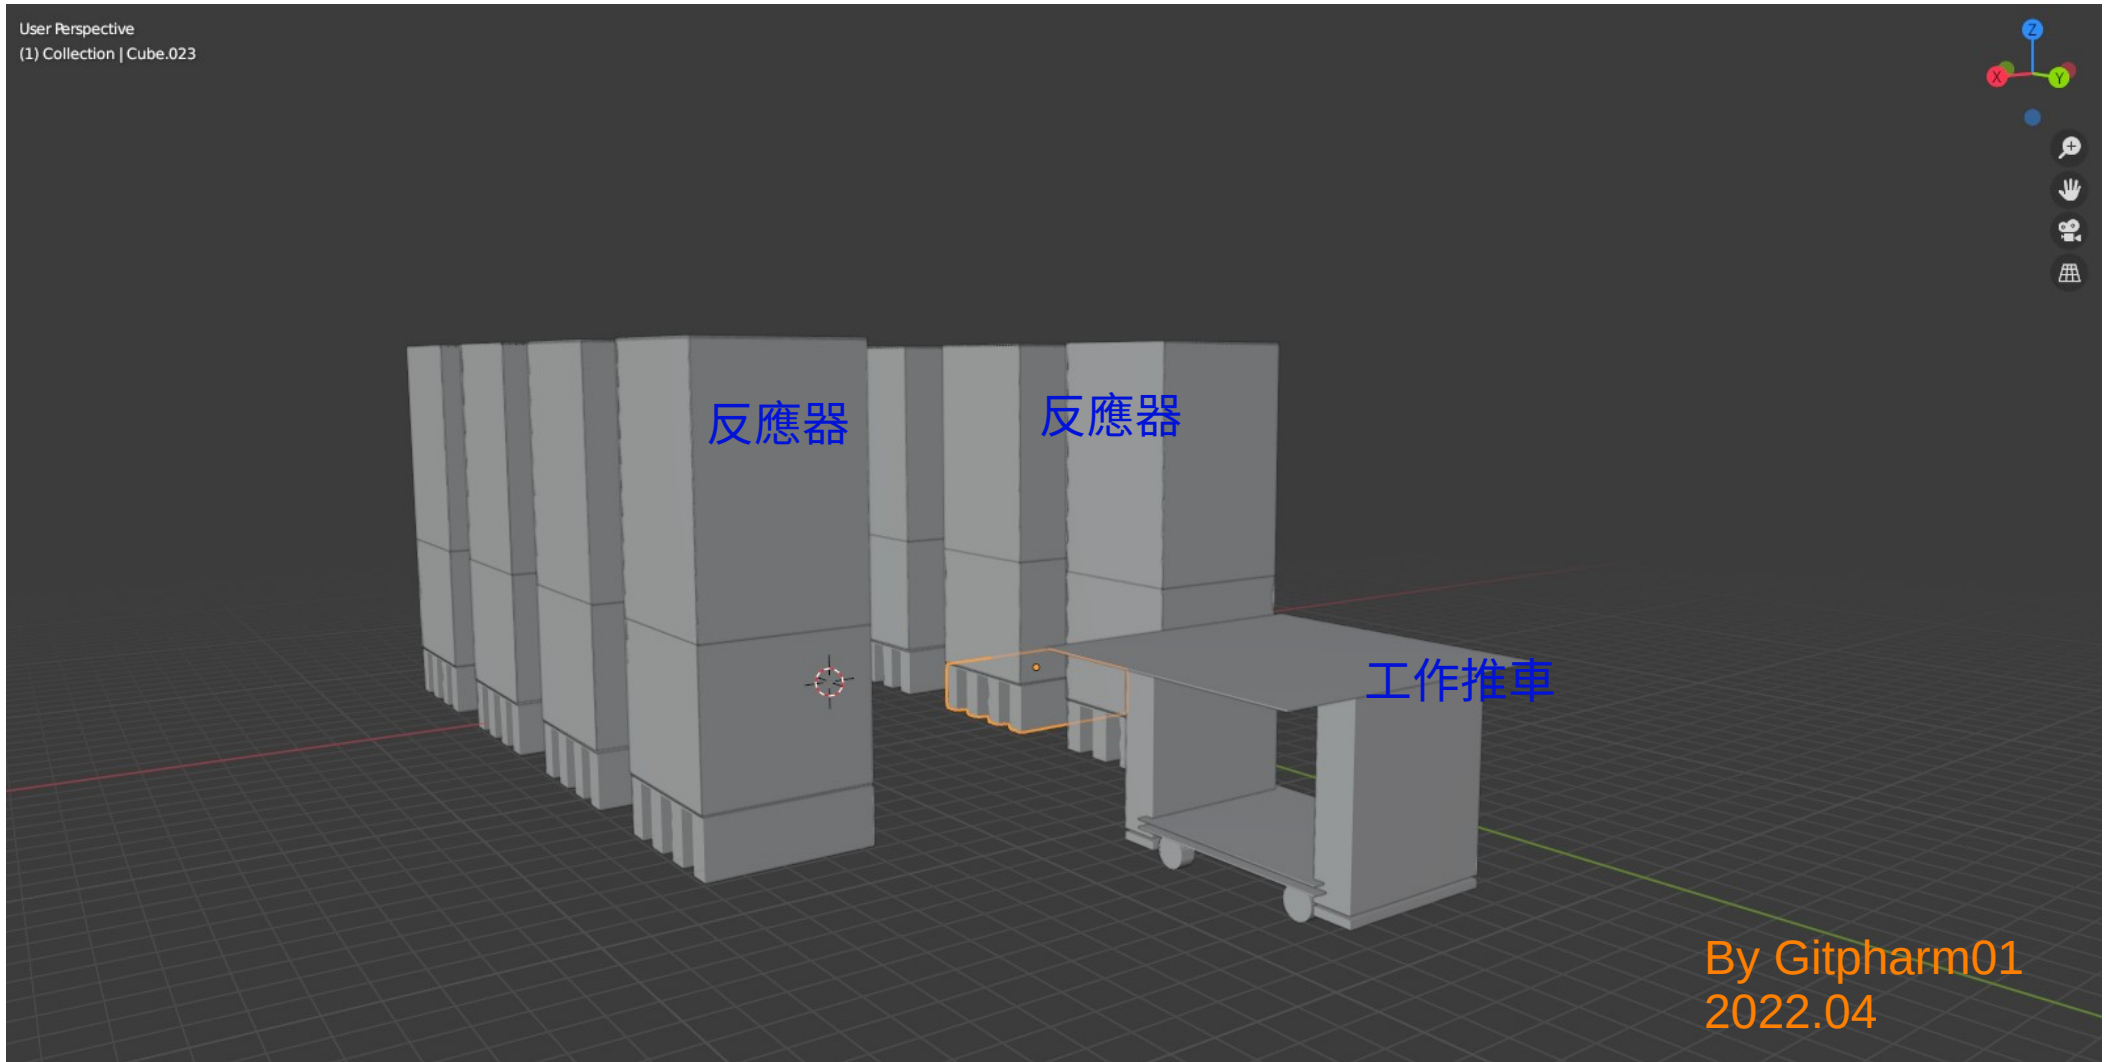 User Perspective
(1) Collection | Cube.023
Z
X
Y
反應器
反應器
工作推車
By Gitpharm01
2022.04